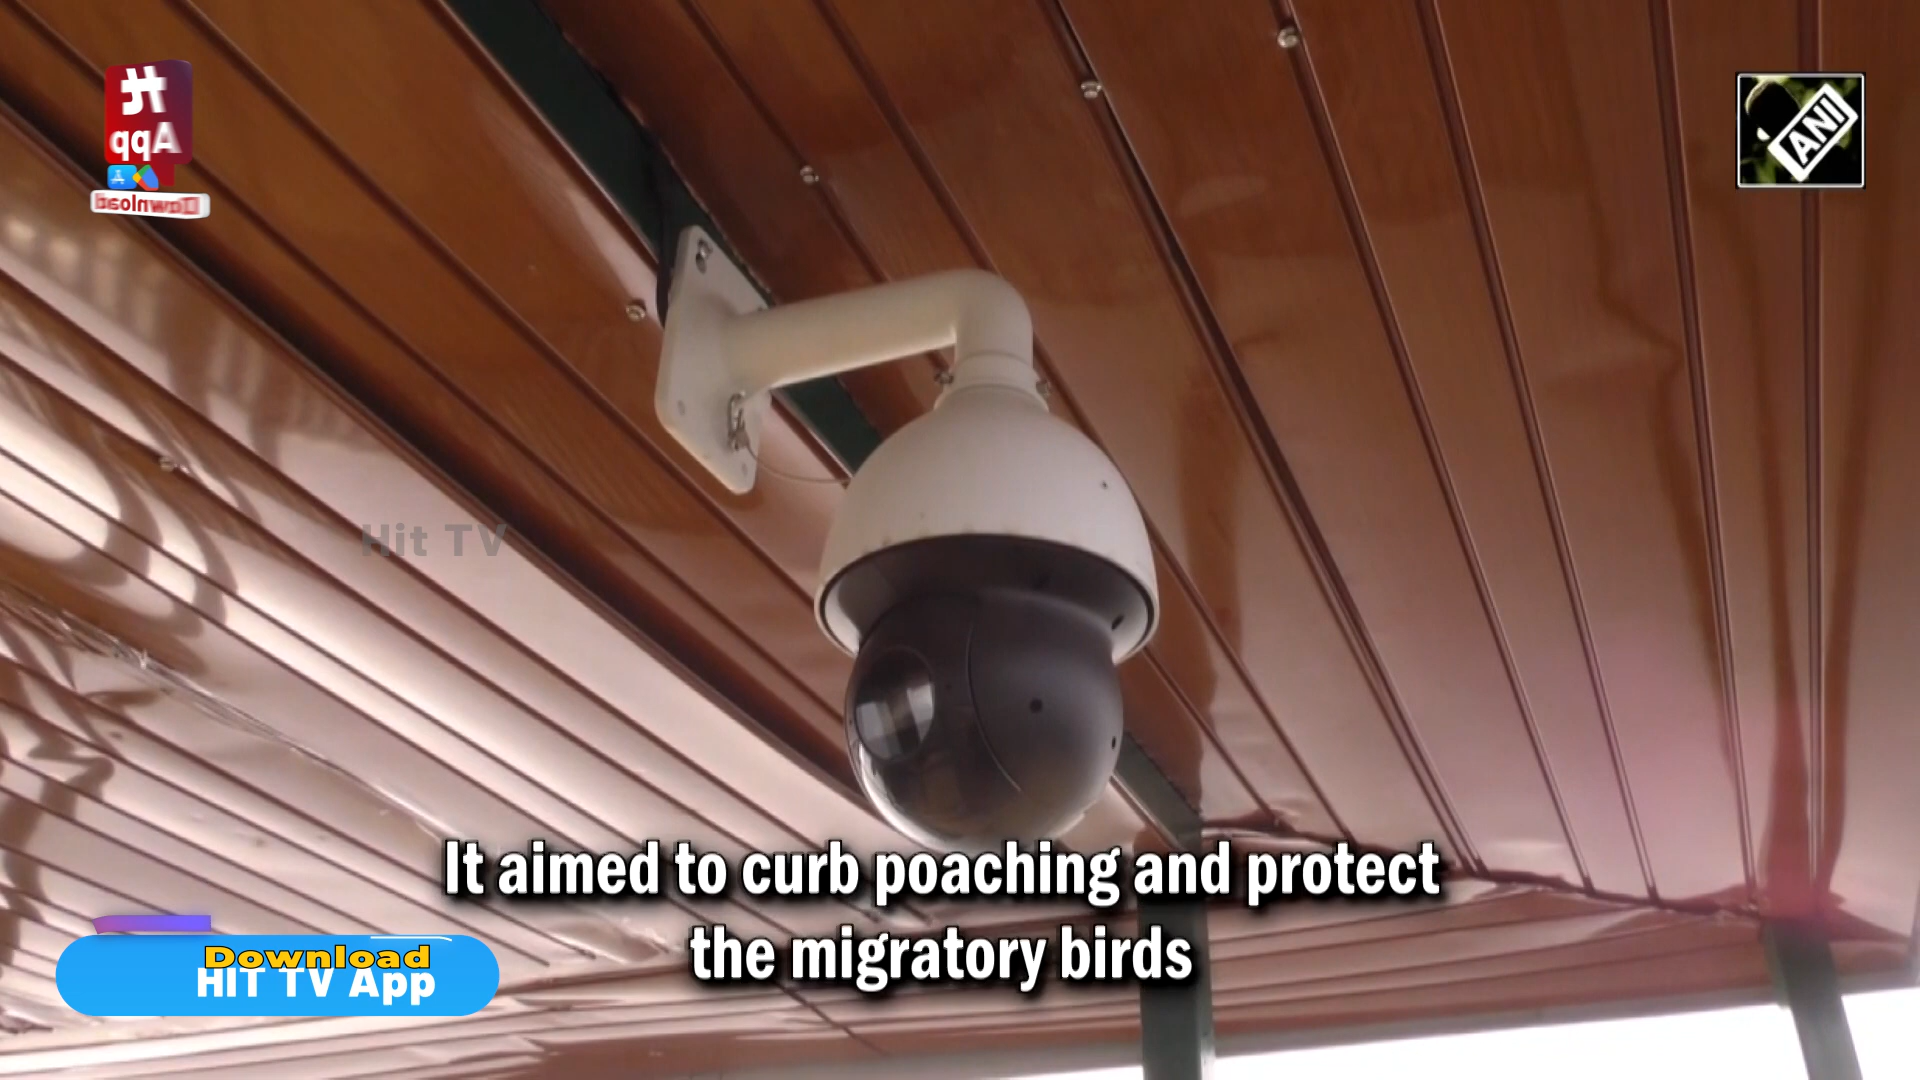 App
Download
ANI
Hit TV
It aimed to curb poaching and protect
the migratory birds
Download
HIT TV App